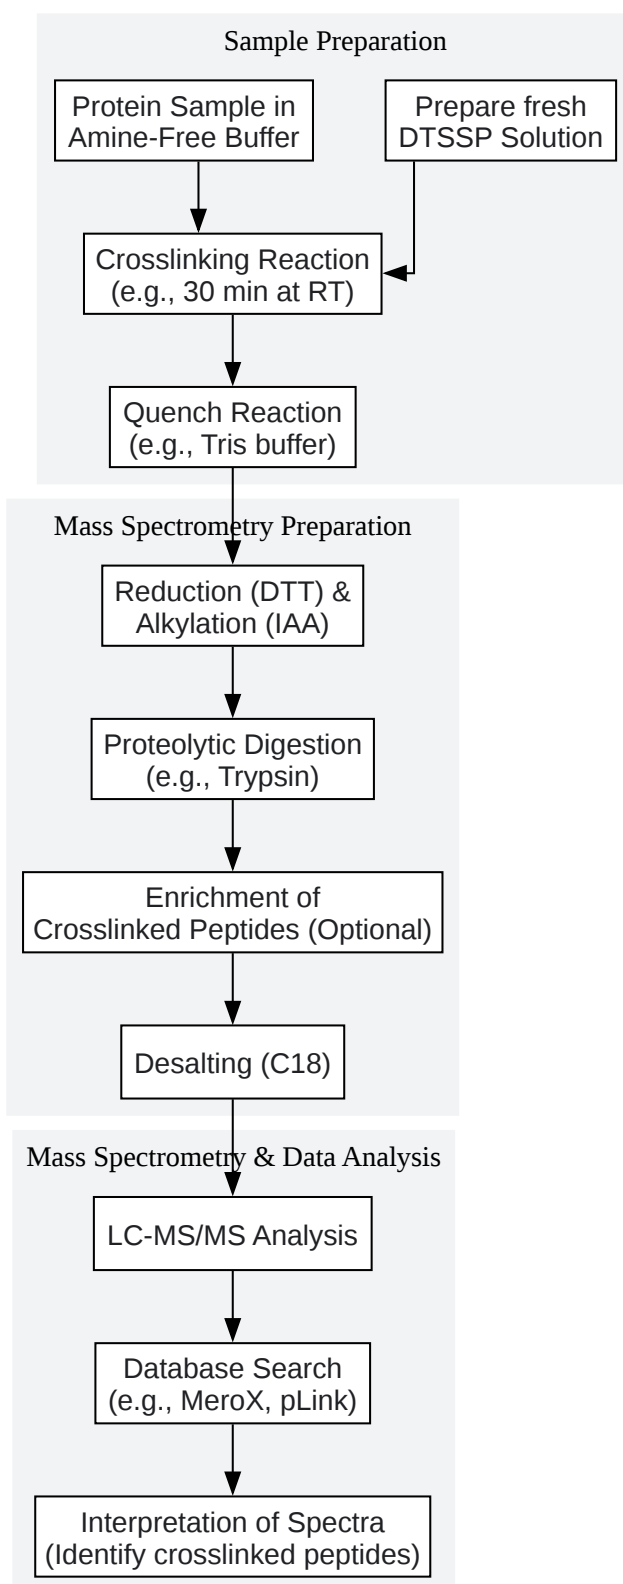 Sample Preparation
Protein Sample in
Amine-Free Buffer
Prepare fresh
DTSSP Solution
Crosslinking Reaction
(e.g., 30 min at RT)
Quench Reaction
(e.g., Tris buffer)
Mass Spectrometry Preparation
Reduction (DTT) &
Alkylation (IAA)
Proteolytic Digestion
(e.g., Trypsin)
Enrichment of
Crosslinked Peptides (Optional)
Desalting (C18)
Mass Spectrometry & Data Analysis
LC-MS/MS Analysis
Database Search
(e.g., MeroX, pLink)
Interpretation of Spectra
(Identify crosslinked peptides)